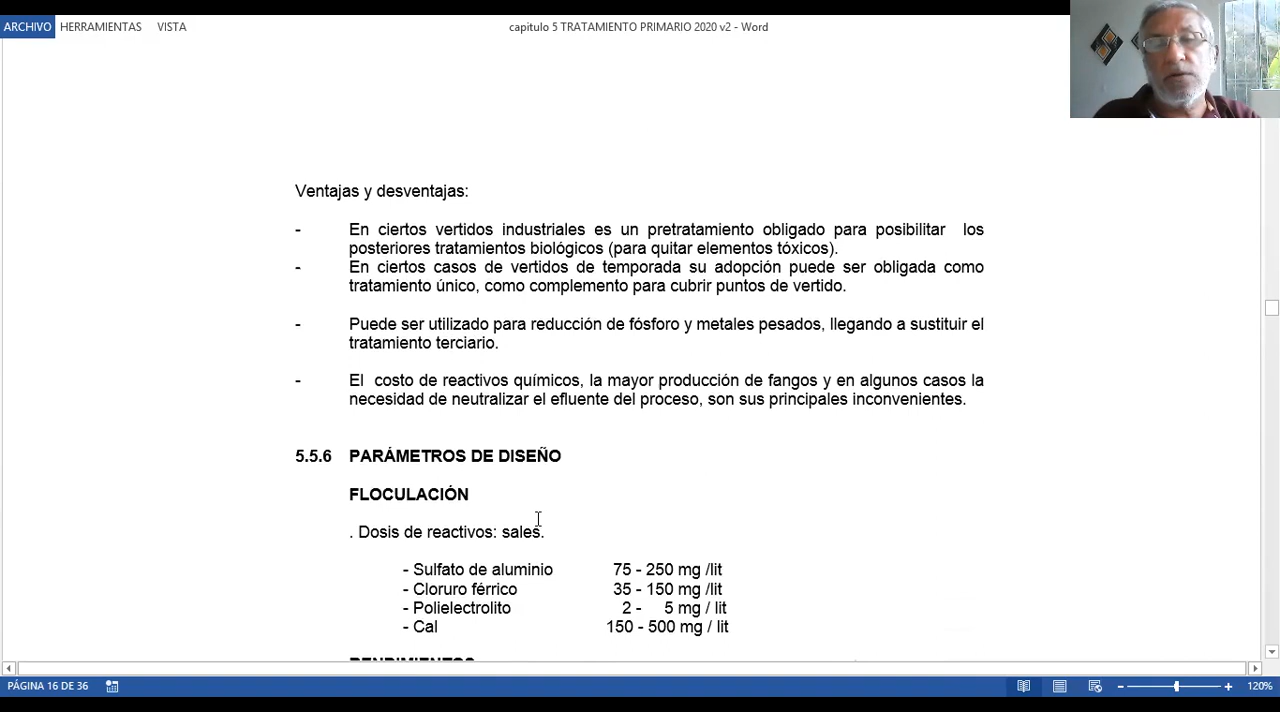 ARCHIVO HERRAMIENTAS VISTA
capitulo 5 TRATAMIENTO PRIMARIO 2020 v2 - Word
Ventajas y desventajas:
- En ciertos vertidos industriales es un pretratamiento obligado para posibilitar los
posteriores tratamientos biológicos (para quitar elementos tóxicos).
- En ciertos casos de vertidos de temporada su adopción puede ser obligada como
tratamiento único, como complemento para cubrir puntos de vertido.
- Puede ser utilizado para reducción de fósforo y metales pesados, llegando a sustituir el
tratamiento terciario.
- El costo de reactivos químicos, la mayor producción de fangos y en algunos casos la
necesidad de neutralizar el efluente del proceso, son sus principales inconvenientes.
5.5.6 PARÁMETROS DE DISEÑO
FLOCULACIÓN
. Dosis de reactivos: sales.
- Sulfato de aluminio 75 - 250 mg /lit
- Cloruro férrico 35 - 150 mg /lit
- Polielectrolito 2 - 5 mg / lit
- Cal 150 - 500 mg / lit
RENDIMIENTOS
PÁGINA 16 DE 36
120%